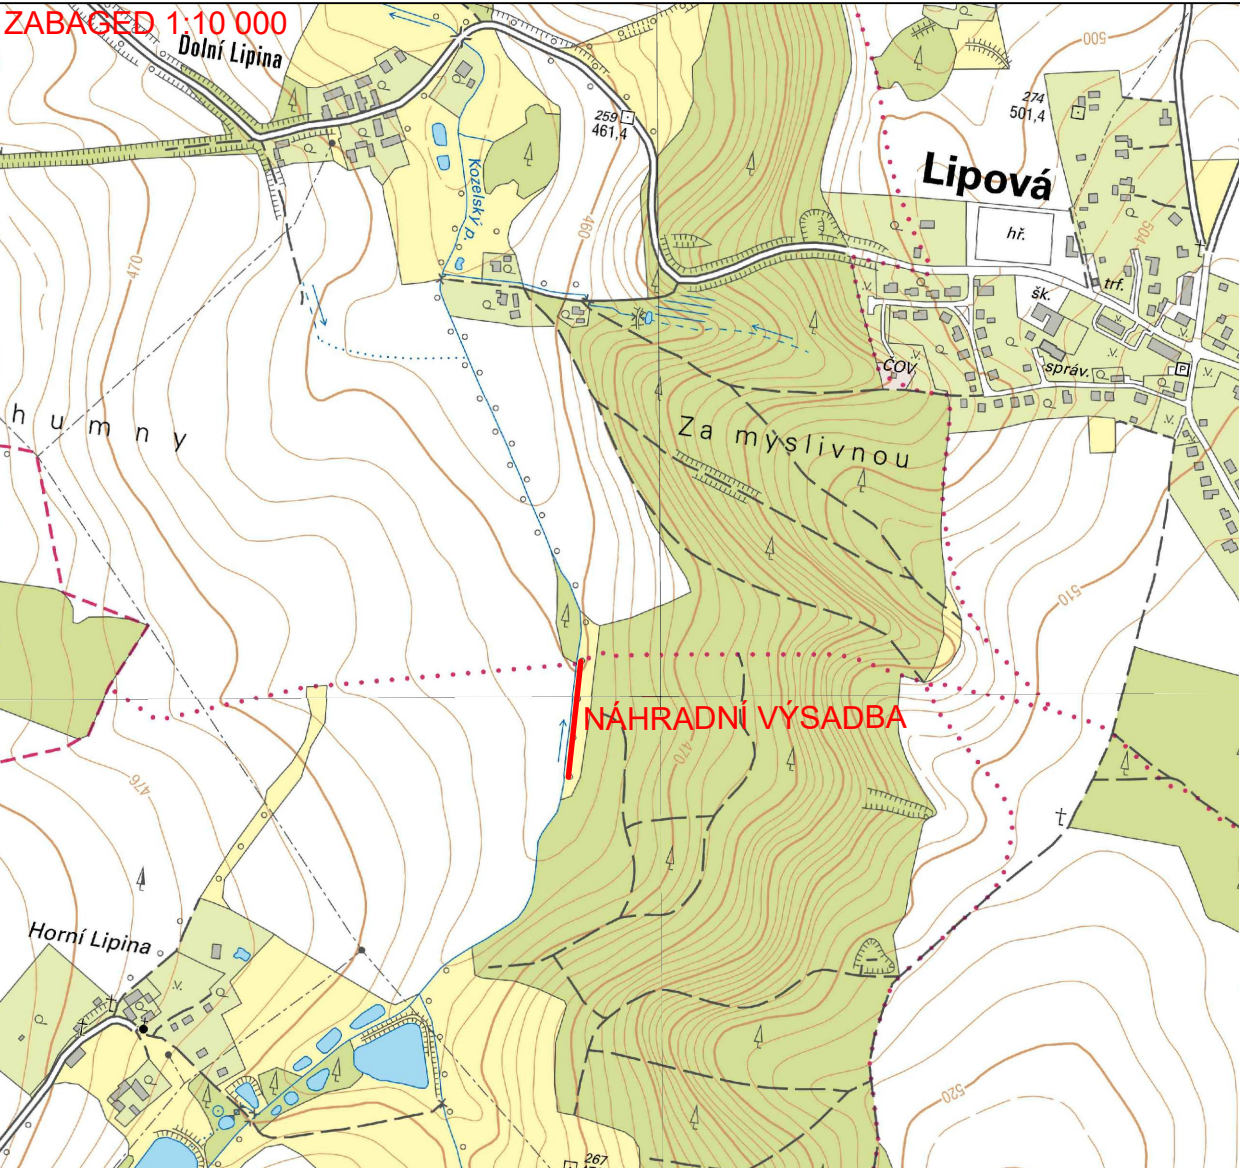 ZABAGED 1:10 000
Dolní Lipina
500
274
501,4
259
461,4
Lipová
Kozelský p.
460
hř.
504
470
trf.
šk.
ČOV
správ.
P
humny
Za myslivnou
510
NÁHRADNÍ VÝSADBA
470
476
Horní Lipina
520
267